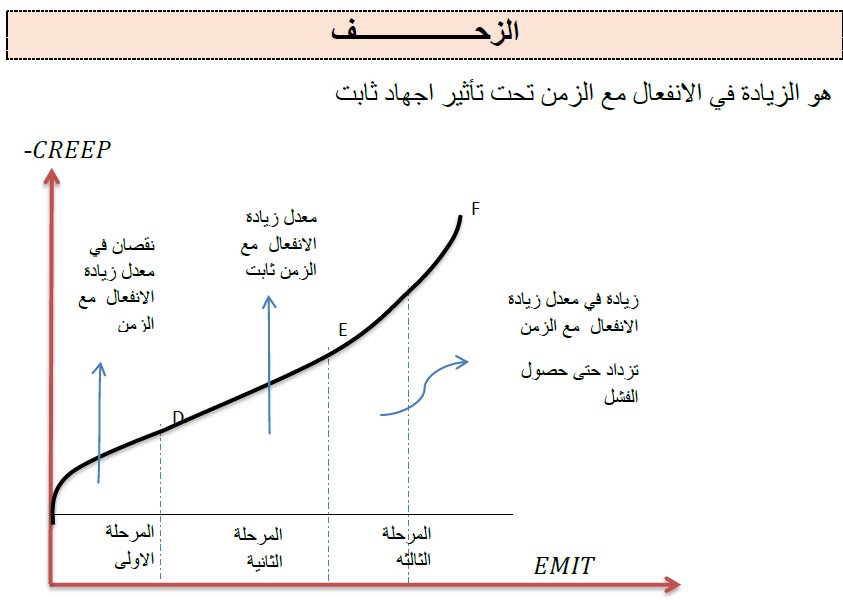 الزحــــــــــــــــف
هو الزيادة في الانفعال مع الزمن تحت تأثير اجهاد ثابت
-CREEP
نقصان في
معدل زيادة
الانفعال مع
الزمن
معدل زيادة
الانفعال مع
الزمن ثابت
F
زيادة في معدل زيادة
الانفعال مع الزمن
تزداد حتى حصول
الفشل
E
D
المرحلة
الاولى
المرحلة
الثانية
المرحلة
الثالثه
EMIT